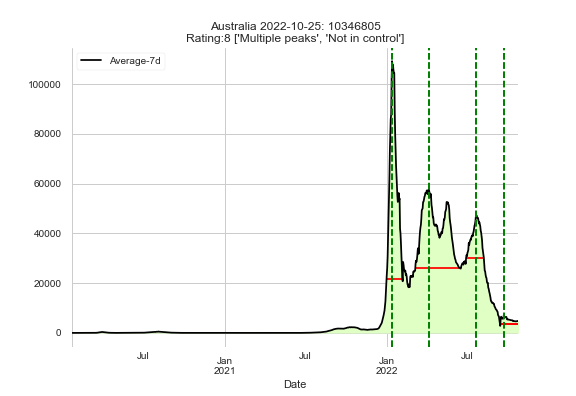 Australia 2022-10-25: 10346805
Rating:8 ['Multiple peaks', 'Not in control']
Average-7d
100000
80000
60000
40000
20000
0
Jul
Jan
2021
Jul
Jan
2022
Jul
Date